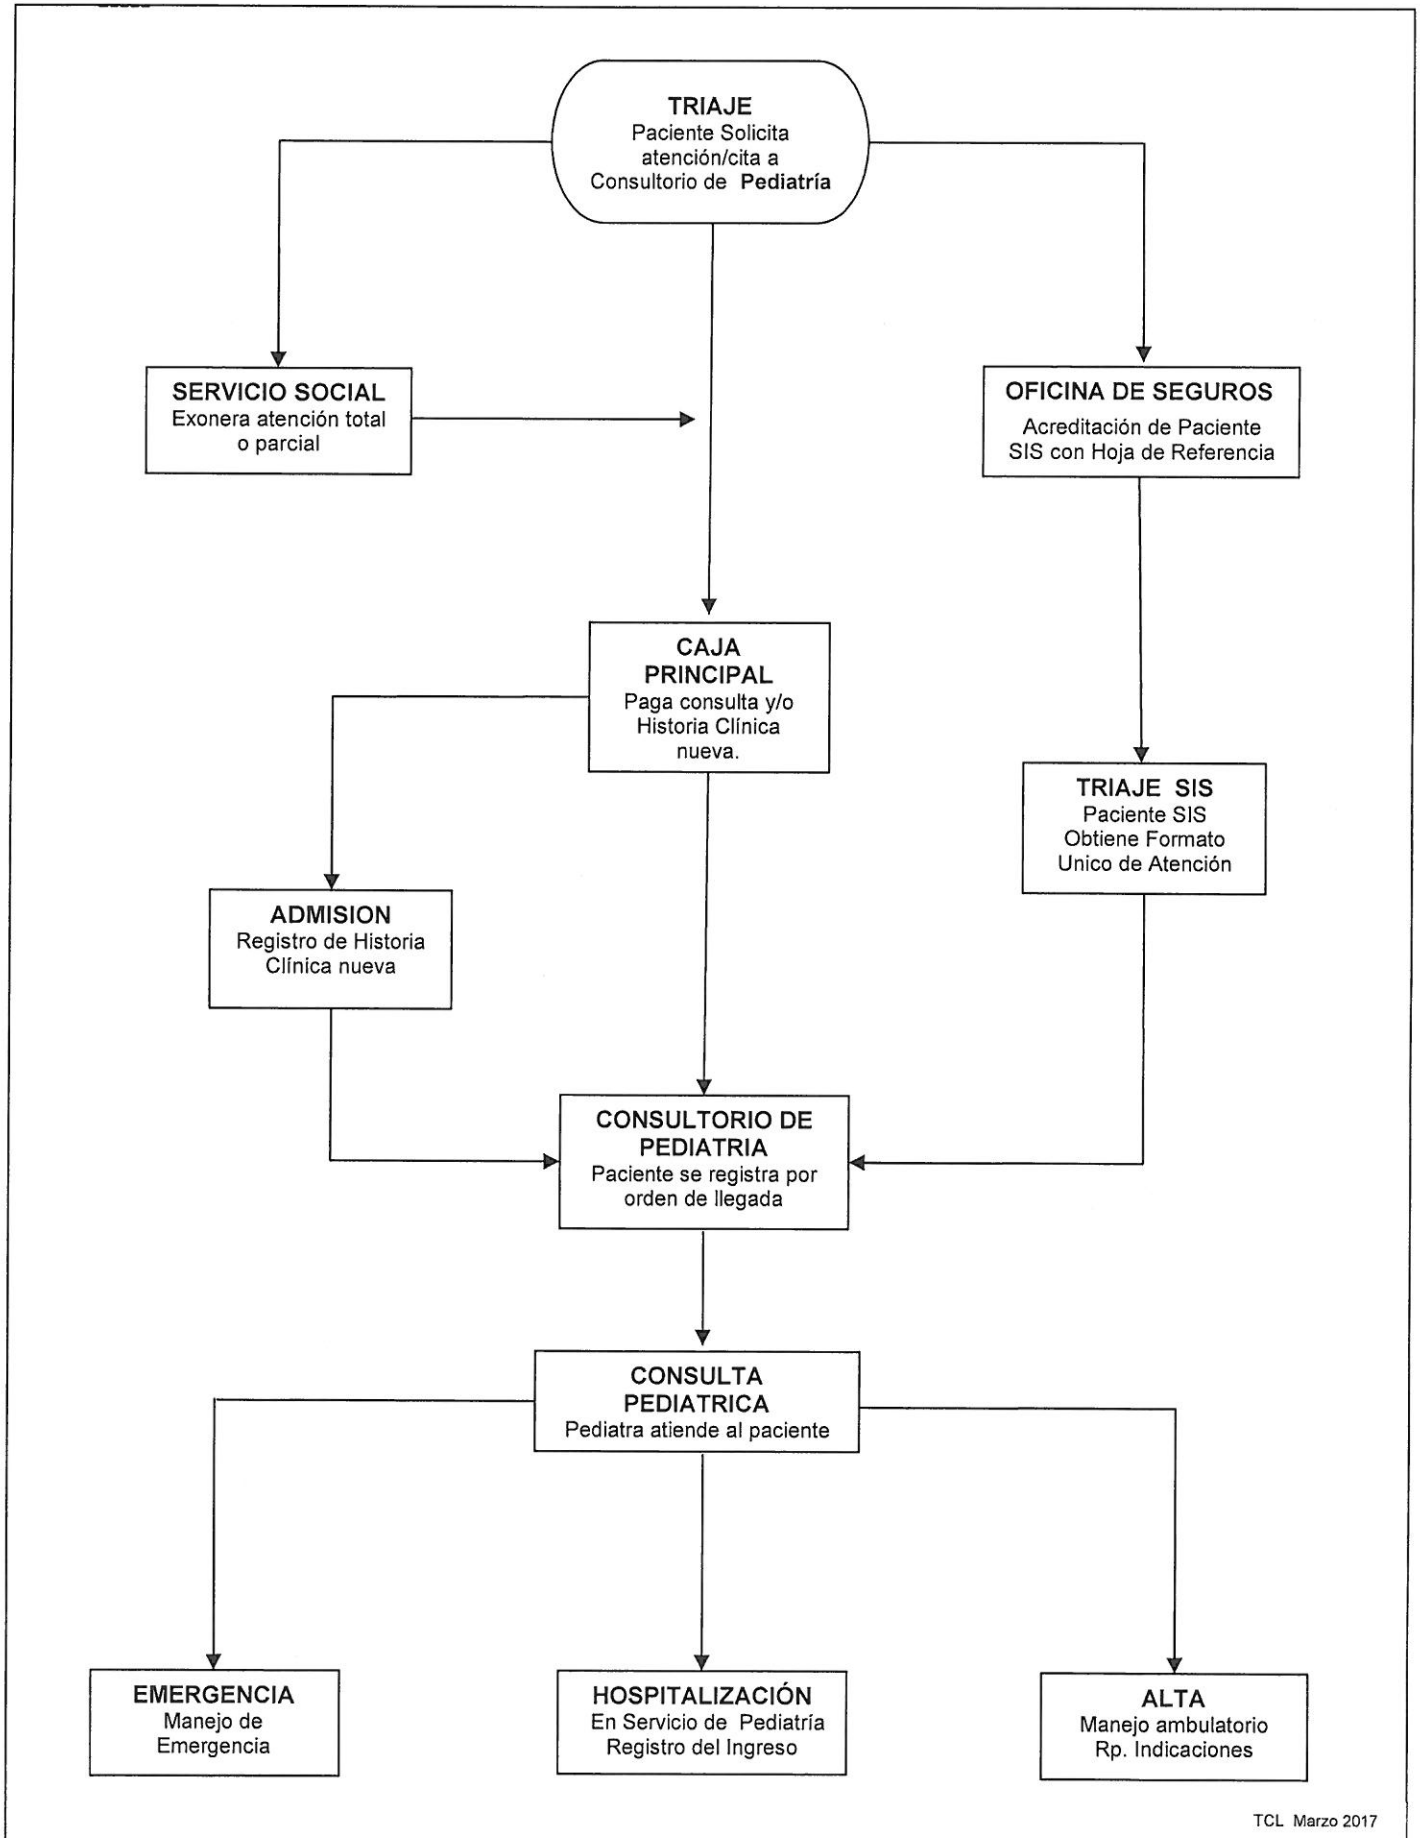 TRIAJE
Paciente Solicita
atención/cita a
Consultorio de Pediatría
SERVICIO SOCIAL
Exonera atención total
o parcial
OFICINA DE SEGUROS
Acreditación de Paciente
SIS con Hoja de Referencia
CAJA
PRINCIPAL
Paga consulta y/o
Historia Clínica
nueva.
TRIAJE SIS
Paciente SIS
Obtiene Formato
Unico de Atención
ADMISION
Registro de Historia
Clínica nueva
CONSULTORIO DE
PEDIATRIA
Paciente se registra por
orden de llegada
CONSULTA
PEDIATRICA
Pediatra atiende al paciente
EMERGENCIA
Manejo de
Emergencia
HOSPITALIZACIÓN
En Servicio de Pediatría
Registro del Ingreso
ALTA
Manejo ambulatorio
Rp. Indicaciones
TCL Marzo 2017